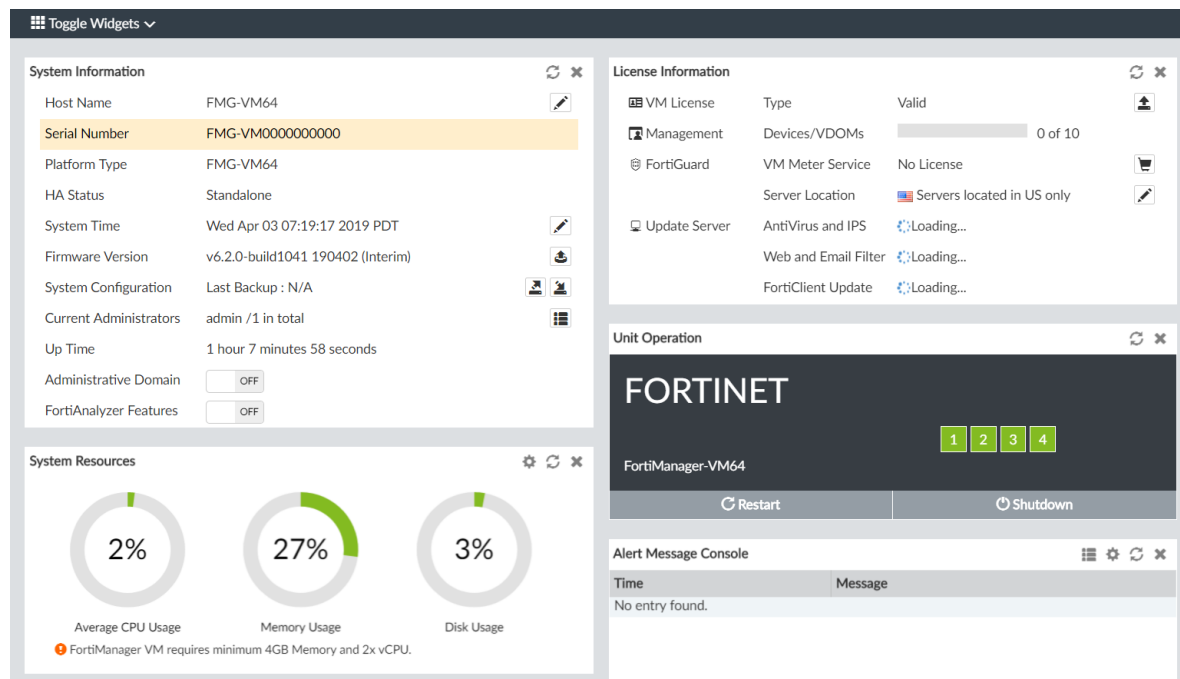 Toggle Widgets
System Information
Host Name FMG-VM64
Serial Number FMG-VM0000000000
Platform Type FMG-VM64
HA Status Standalone
System Time Wed Apr 03 07:19:17 2019 PDT
Firmware Version v6.2.0-build1041 190402 (Interim)
System Configuration Last Backup : N/A
Current Administrators admin /1 in total
Up Time 1 hour 7 minutes 58 seconds
Administrative Domain OFF
FortiAnalyzer Features OFF
System Resources
2% 27% 3%
Average CPU Usage Memory Usage Disk Usage
FortiManager VM requires minimum 4GB Memory and 2x vCPU.
License Information
VM License Type Valid
Management Devices/VDOMs 0 of 10
FortiGuard VM Meter Service No License
Server Location Servers located in US only
Update Server AntiVirus and IPS Loading...
Web and Email Filter Loading...
FortiClient Update Loading...
Unit Operation
FORTINET
1 2 3 4
FortiManager-VM64
Restart Shutdown
Alert Message Console
Time Message
No entry found.